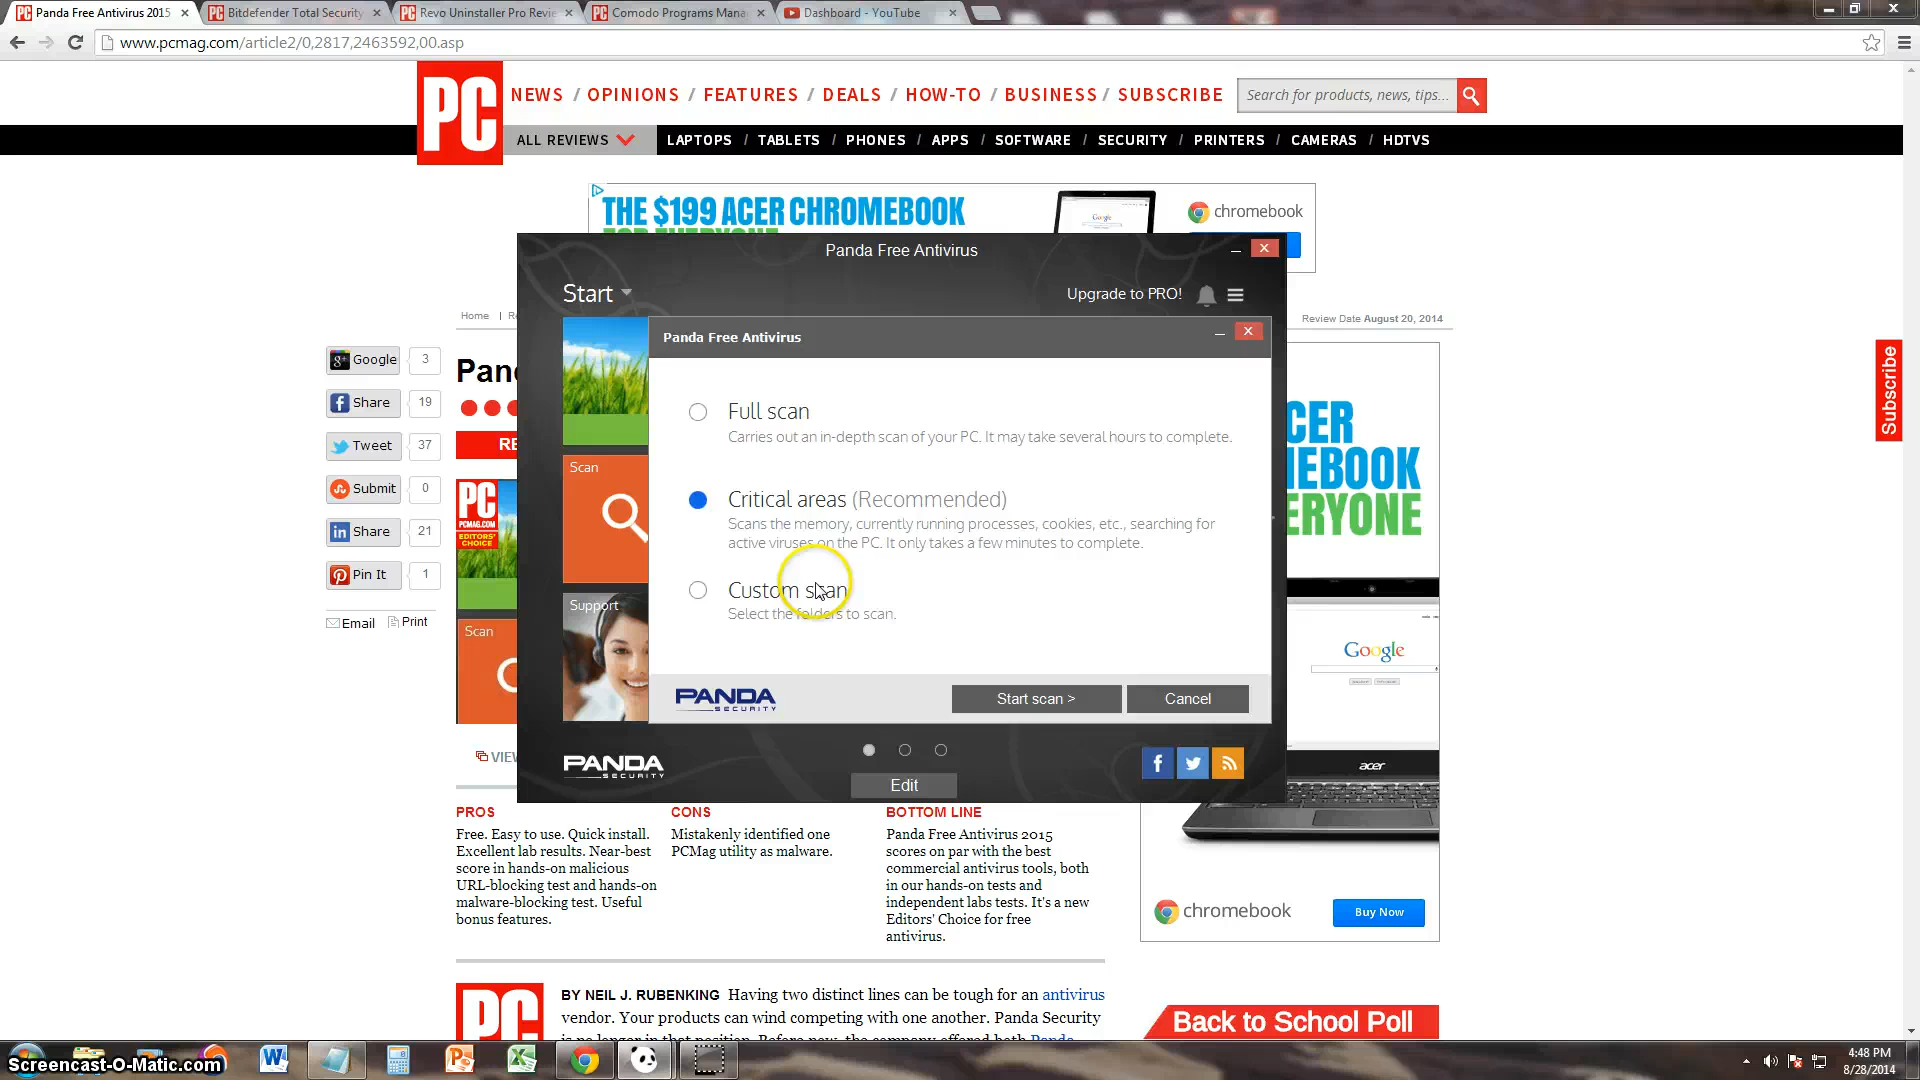 Panda Free Antivirus 2015
Bitdefender Total Security
Revo Uninstaller Pro Revie
Comodo Programs Mana
Dashboard - YouTube
www.pcmag.com/article2/0,2817,2463592,00.asp
PC
NEWS / OPINIONS / FEATURES / DEALS / HOW-TO / BUSINESS / SUBSCRIBE
Search for products, news, tips...
ALL REVIEWS
LAPTOPS / TABLETS / PHONES / APPS / SOFTWARE / SECURITY / PRINTERS / CAMERAS / HDTVS
THE $199 ACER CHROMEBOOK
Google
chromebook
Panda Free Antivirus
Start
Upgrade to PRO!
Home | Re
Review Date August 20, 2014
Panda Free Antivirus
Google 3
Share 19
Tweet 37
Submit 0
Share 21
Pin It 1
Email
Print
Pan
RE
PC
PCMAG.COM
EDITORS' CHOICE
Scan
Scan
Support
Full scan
Carries out an in-depth scan of your PC. It may take several hours to complete.
Critical areas (Recommended)
Scans the memory, currently running processes, cookies, etc., searching for
active viruses on the PC. It only takes a few minutes to complete.
Custom scan
Select the folders to scan.
PANDA
SECURITY
Start scan >
Cancel
VIEW
PANDA
SECURITY
Edit
CER
EBOOK
ERYONE
Subscribe
Google
acer
chromebook
Buy Now
PROS
Free. Easy to use. Quick install.
Excellent lab results. Near-best
score in hands-on malicious
URL-blocking test and hands-on
malware-blocking test. Useful
bonus features.
CONS
Mistakenly identified one
PCMag utility as malware.
BOTTOM LINE
Panda Free Antivirus 2015
scores on par with the best
commercial antivirus tools, both
in our hands-on tests and
independent labs tests. It's a new
Editors' Choice for free
antivirus.
PC
BY NEIL J. RUBENKING Having two distinct lines can be tough for an antivirus
vendor. Your products can wind competing with one another. Panda Security
Back to School Poll
Screencast-O-Matic.com
4:48 PM
8/28/2014